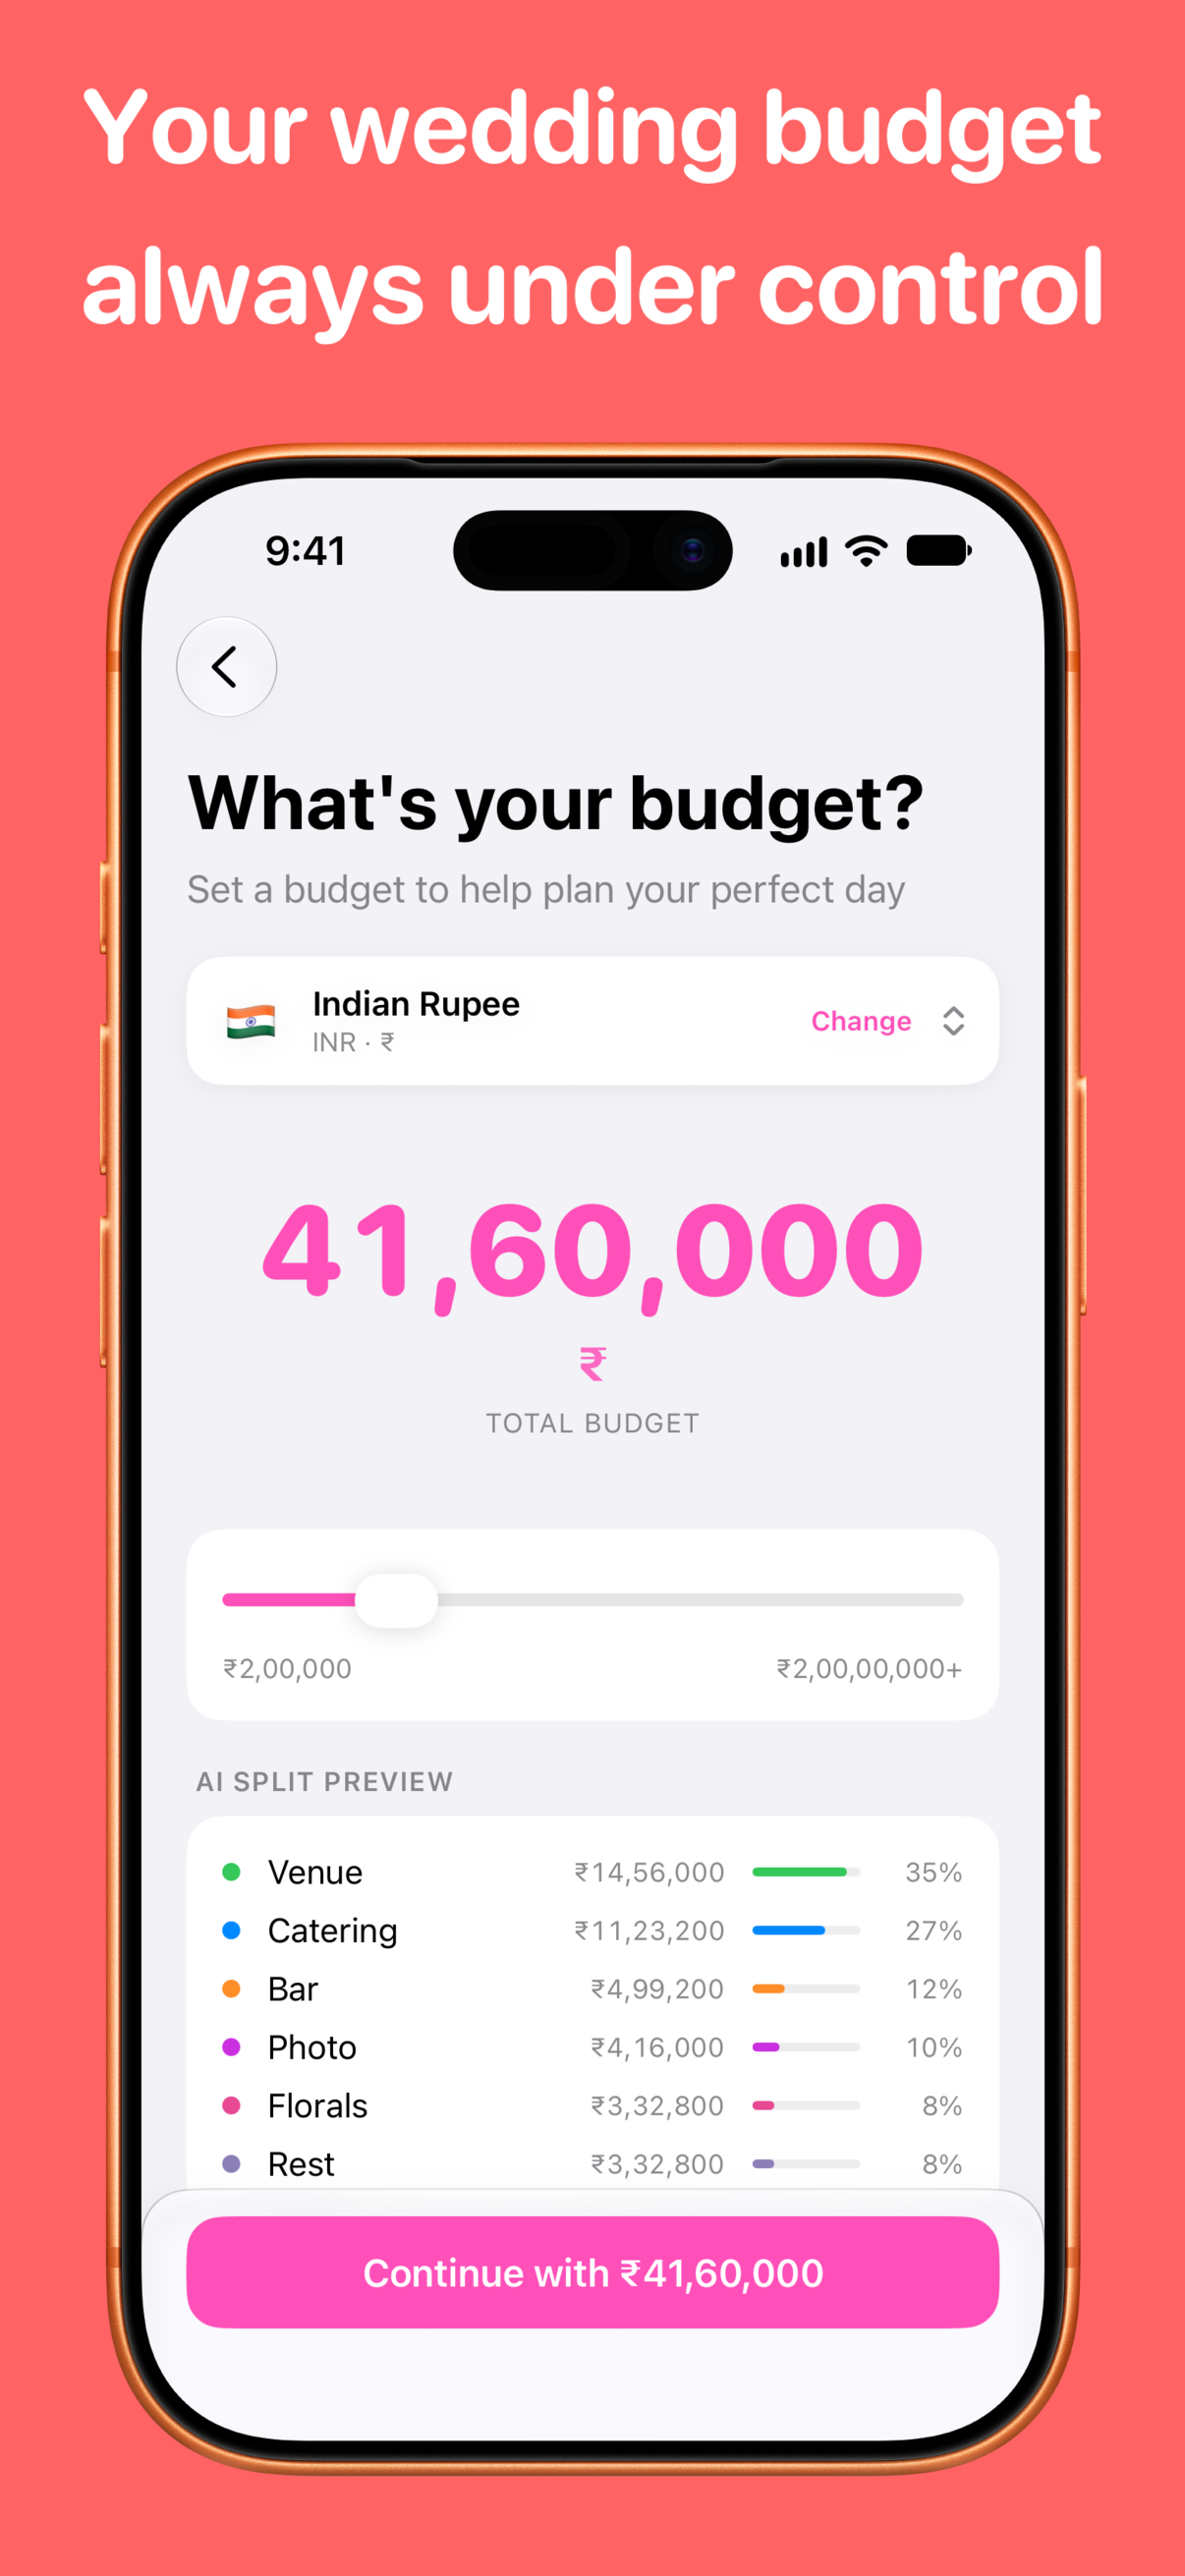 Your wedding budget
always under control
9:41
What's your budget?
Set a budget to help plan your perfect day
Indian Rupee
INR · ₹
Change
41,60,000
₹
TOTAL BUDGET
₹2,00,000 ₹2,00,00,000+
AI SPLIT PREVIEW
Venue ₹14,56,000 35%
Catering ₹11,23,200 27%
Bar ₹4,99,200 12%
Photo ₹4,16,000 10%
Florals ₹3,32,800 8%
Rest ₹3,32,800 8%
Continue with ₹41,60,000